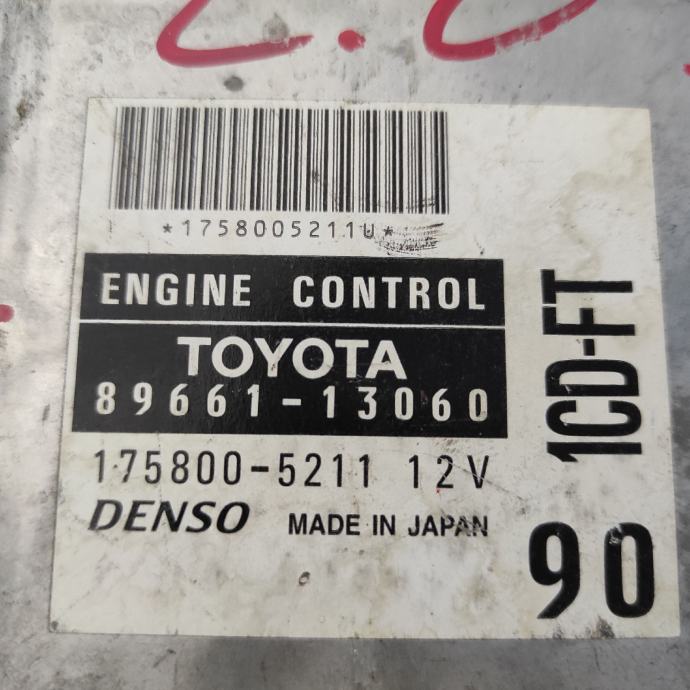 *1758005211U*
ENGINE CONTROL
TOYOTA
89661-13060
175800-5211 12V
DENSO MADE IN JAPAN
1CD-FT
90